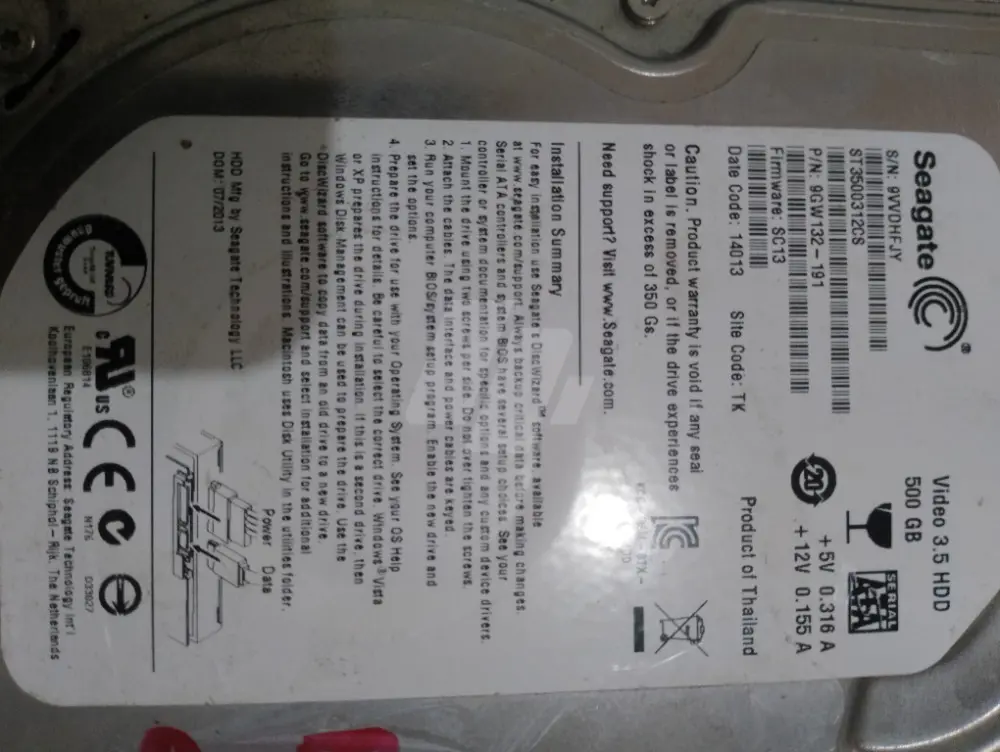 Seagate
Video 3.5 HDD
500 GB
S/N: 9VVDHFJY
ST3500312CS
+5V 0.316 A
+12V 0.155 A
SERIAL
ATA
20
P/N: 9GW132-191
Firmware: SC13
Date Code: 14013 Site Code: TK Product of Thailand
Caution. Product warranty is void if any seal
or label is removed, or if the drive experiences
shock in excess of 350 Gs.
Need support? Visit www.Seagate.com.
Installation Summary
For easy installation use Seagate's DiscWizard™ software, available
at www.seagate.com/support. Always backup critical data before making changes.
Serial ATA controllers and system BIOS have several setup choices. See your
controller or system documentation for specific options and any custom device drivers.
1. Mount the drive using two screws per side. Do not over tighten the screws.
2. Attach the cables. The data interface and power cables are keyed.
3. Run your computer BIOS/system setup program. Enable the new drive and
set the options.
4. Prepare the drive for use with your Operating System. See your OS Help
instructions for details. Be careful to select the correct drive. Windows® Vista
or XP prepares the drive during installation. If this is a second drive, then
Windows Disk Management can be used to prepare the drive. Use the
DiscWizard software to copy data from an old drive to a new drive.
Go to www.seagate.com/support and select installation for additional
instructions and illustrations. Macintosh uses Disk Utility in the utilities folder.
Power Data
HDD Mfg by Seagate Technology LLC
DOM: 07/2013
geprüft
c RU us
E196814
CE
N176
D33027
European Regulatory Address: Seagate Technology Int'l
Koolhovenlaan 1, 1119 NB Schiphol-Rijk, The Netherlands